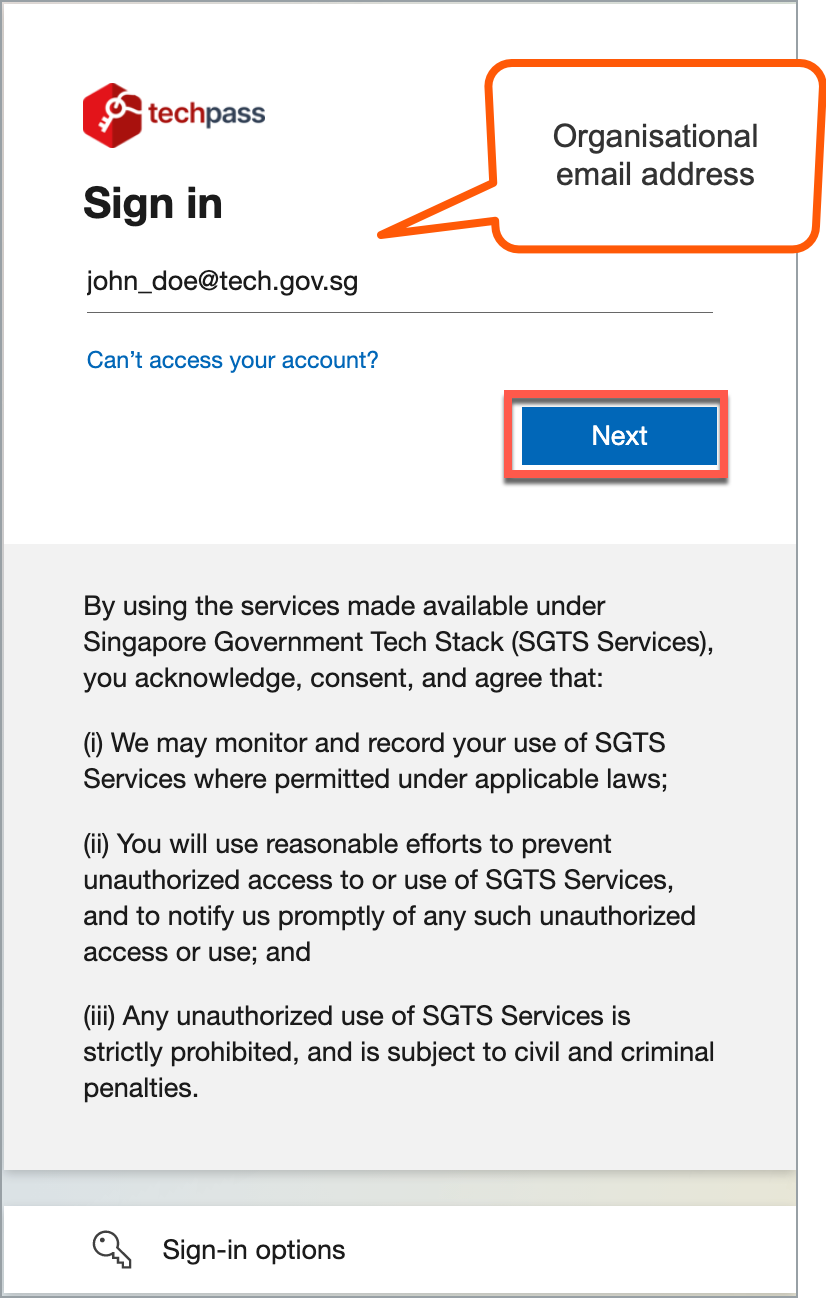 techpass
Organisational
email address
Sign in
john_doe@tech.gov.sg
Can’t access your account?
Next
By using the services made available under
Singapore Government Tech Stack (SGTS Services),
you acknowledge, consent, and agree that:
(i) We may monitor and record your use of SGTS
Services where permitted under applicable laws;
(ii) You will use reasonable efforts to prevent
unauthorized access to or use of SGTS Services,
and to notify us promptly of any such unauthorized
access or use; and
(iii) Any unauthorized use of SGTS Services is
strictly prohibited, and is subject to civil and criminal
penalties.
Sign-in options